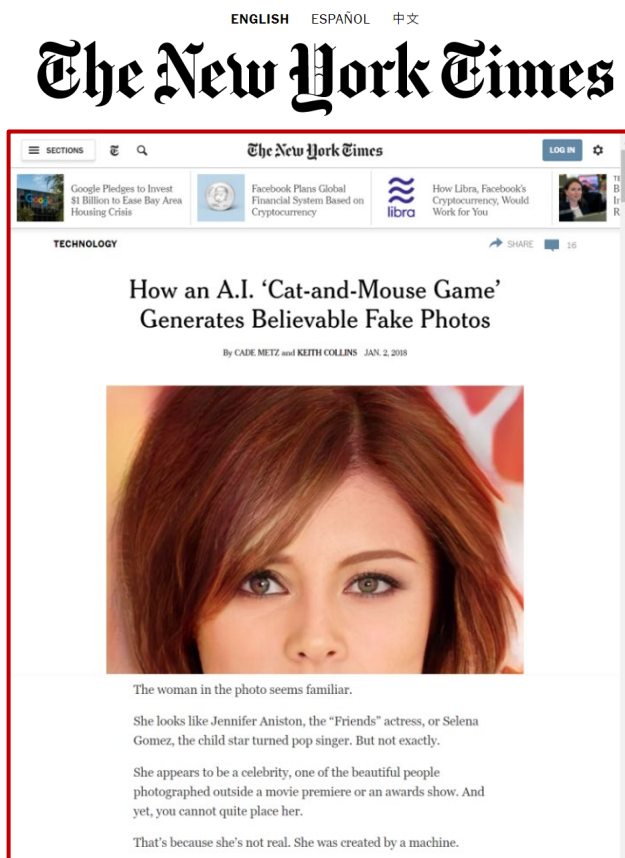 ENGLISH ESPAÑOL 中文
The New York Times
SECTIONS The New York Times LOG IN
Google Pledges to Invest
$1 Billion to Ease Bay Area
Housing Crisis
Facebook Plans Global
Financial System Based on
Cryptocurrency
libra
How Libra, Facebook's
Cryptocurrency, Would
Work for You
TECHNOLOGY SHARE 16
How an A.I. ‘Cat-and-Mouse Game’
Generates Believable Fake Photos
By CADE METZ and KEITH COLLINS JAN. 2, 2018
The woman in the photo seems familiar.
She looks like Jennifer Aniston, the “Friends” actress, or Selena
Gomez, the child star turned pop singer. But not exactly.
She appears to be a celebrity, one of the beautiful people
photographed outside a movie premiere or an awards show. And
yet, you cannot quite place her.
That's because she's not real. She was created by a machine.